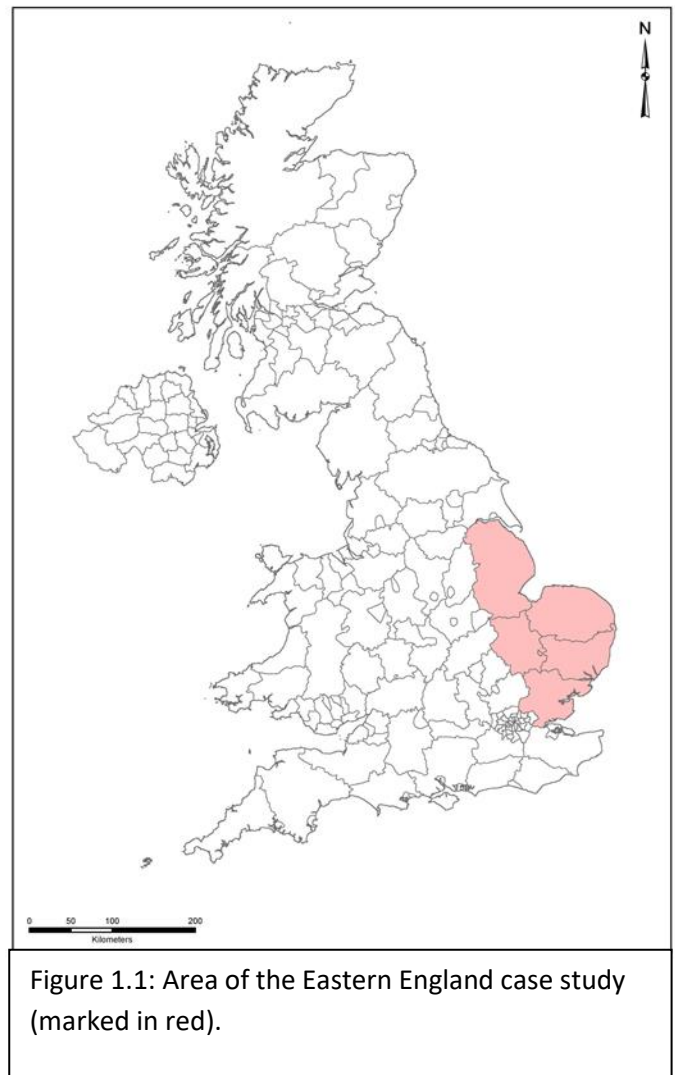 N
0 50 100 200
Kilometers
Figure 1.1: Area of the Eastern England case study
(marked in red).